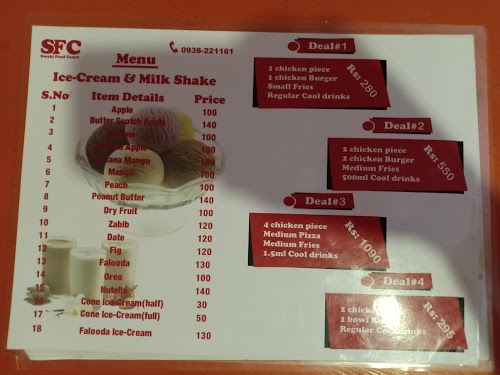 SFC
Swabi Food Court
0938-221161
Menu
Ice-Cream & Milk Shake
S.No Item Details Price
1 Apple 100
2 Butter Scotch Apple 140
3 100
4 Apple
5 Mango 180
6 Mango 100
7 Peach 100
8 Peanut Butter 140
9 Dry Fruit 100
10 Zabib 120
11 Date 120
12 Fig 120
13 Falooda 130
14 Oreo 100
15 Nutella 140
16 Cone Ice-Cream(half) 30
17 Cone Ice-Cream(full) 50
18 Falooda Ice-Cream 130
Deal#1
1 chicken piece
1 chicken Burger
Small Fries
Regular Cool drinks
Rs: 280
Deal#2
2 chicken piece
2 chicken Burger
Medium Fries
500ml Cool drinks
Rs: 550
Deal#3
4 chicken piece
Medium Pizza
Medium Fries
1.5ml Cool drinks
Rs: 1090
Deal#4
2 chicken
1 bowl
Regular Cool drinks
Rs: 295